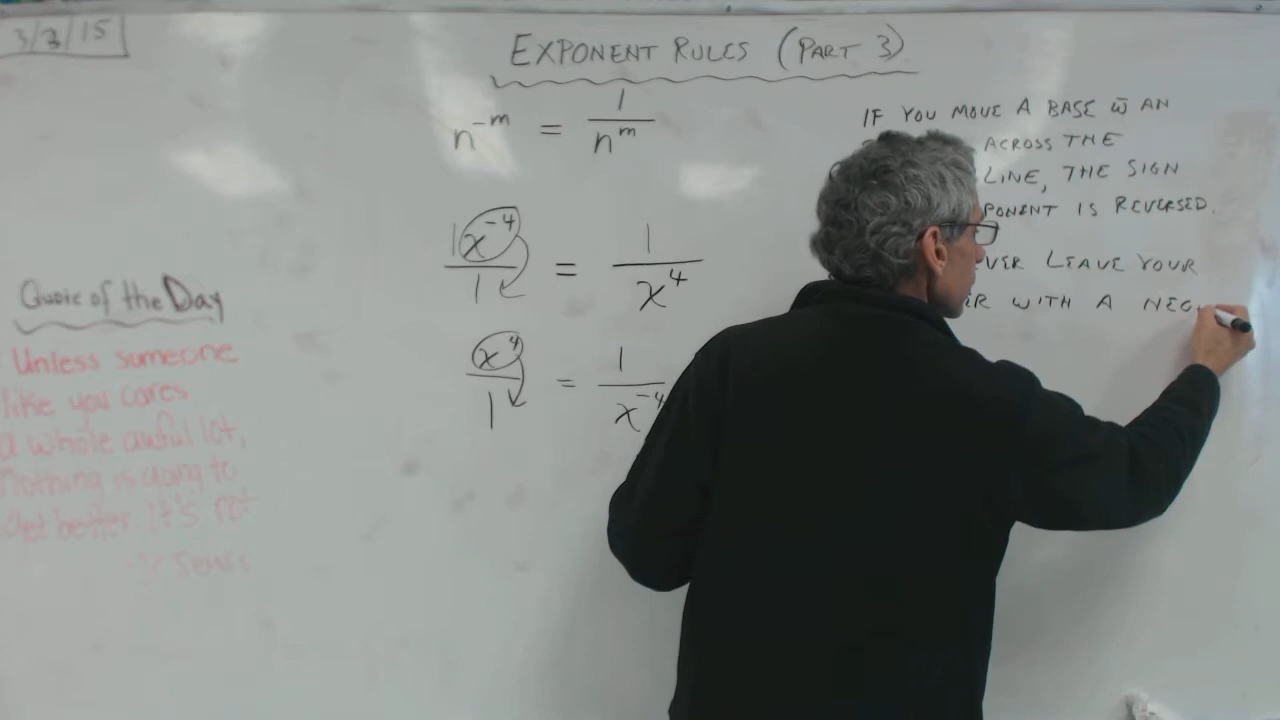 3/3/15
EXPONENT RULES (PART 3)
n^-m = 1/n^m
1x^-4/1 = 1/x^4
x^4/1 = 1/x^-4
IF YOU MOVE A BASE w̄ AN
ACROSS THE
LINE, THE SIGN
PONENT IS REVERSED.
VER LEAVE YOUR
ER WITH A NEG
Quote of the Day
Unless someone
like you cares
a whole awful lot,
Nothing is going to
get better. It's not